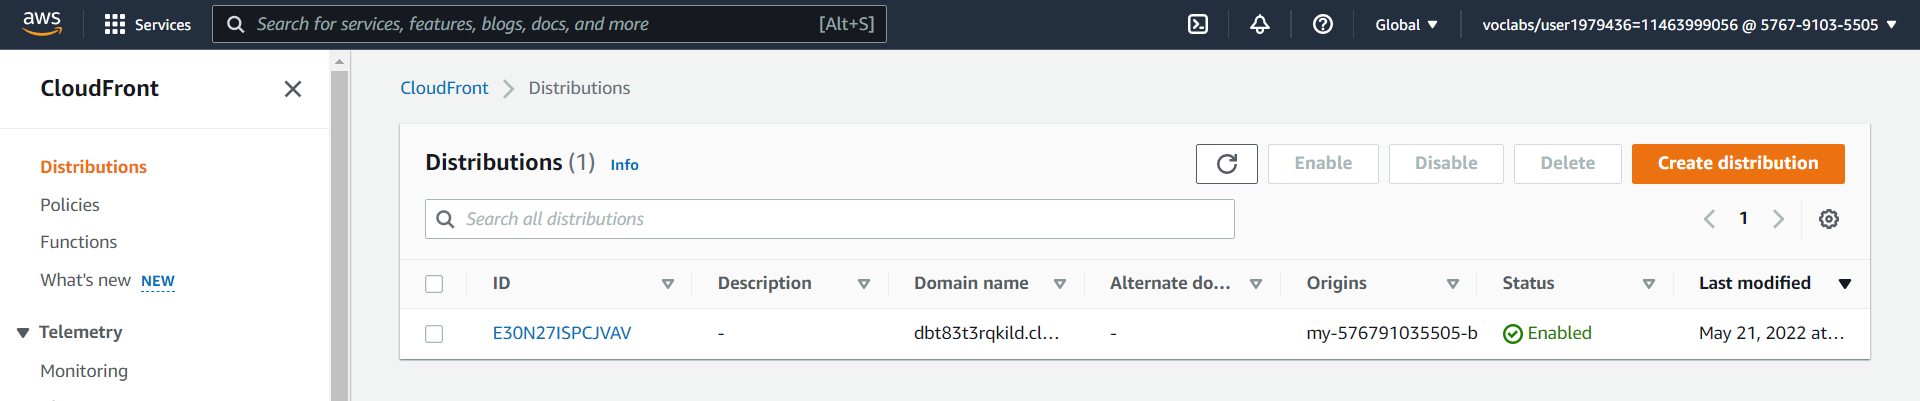 aws
Services
Search for services, features, blogs, docs, and more
[Alt+S]
Global
voclabs/user1979436=11463999056 @ 5767-9103-5505
CloudFront
Distributions
Policies
Functions
What's new NEW
Telemetry
Monitoring
CloudFront
Distributions
Distributions (1) Info
Enable
Disable
Delete
Create distribution
Search all distributions
1
ID
Description
Domain name
Alternate do...
Origins
Status
Last modified
E30N27ISPCJVAV
-
dbt83t3rqkild.cl...
-
my-576791035505-b
Enabled
May 21, 2022 at...